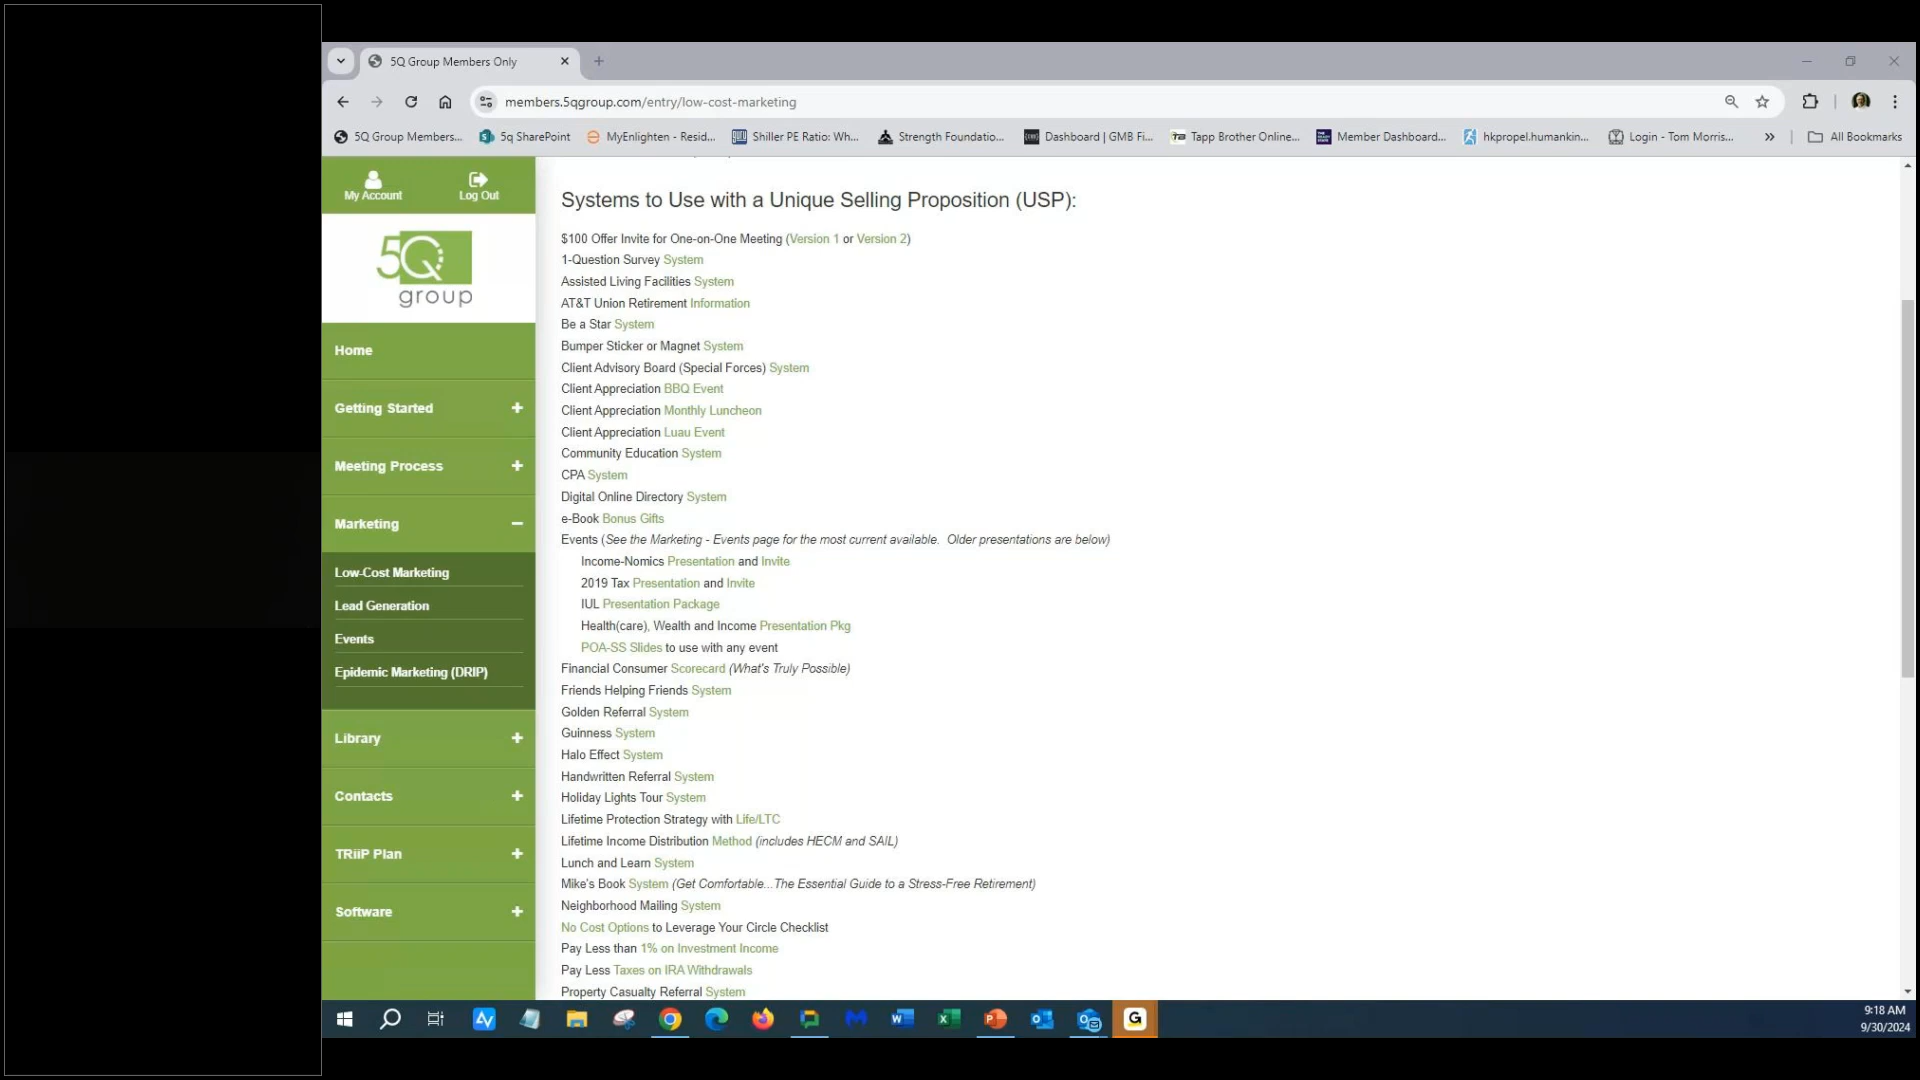 5Q Group Members Only
members.5qgroup.com/entry/low-cost-marketing
5Q Group Members... 5q SharePoint MyEnlighten - Resid... Shiller PE Ratio: Wh... Strength Foundatio... Dashboard | GMB Fi... Tapp Brother Online... Member Dashboard... hkpropel.humankin... Login - Tom Morris... » All Bookmarks
My Account Log Out
5Q group
Home
Getting Started +
Meeting Process +
Marketing −
Low-Cost Marketing
Lead Generation
Events
Epidemic Marketing (DRIP)
Library +
Contacts +
TRiiP Plan +
Software +
Systems to Use with a Unique Selling Proposition (USP):
$100 Offer Invite for One-on-One Meeting (Version 1 or Version 2)
1-Question Survey System
Assisted Living Facilities System
AT&T Union Retirement Information
Be a Star System
Bumper Sticker or Magnet System
Client Advisory Board (Special Forces) System
Client Appreciation BBQ Event
Client Appreciation Monthly Luncheon
Client Appreciation Luau Event
Community Education System
CPA System
Digital Online Directory System
e-Book Bonus Gifts
Events (See the Marketing - Events page for the most current available. Older presentations are below)
Income-Nomics Presentation and Invite
2019 Tax Presentation and Invite
IUL Presentation Package
Health(care), Wealth and Income Presentation Pkg
POA-SS Slides to use with any event
Financial Consumer Scorecard (What's Truly Possible)
Friends Helping Friends System
Golden Referral System
Guinness System
Halo Effect System
Handwritten Referral System
Holiday Lights Tour System
Lifetime Protection Strategy with Life/LTC
Lifetime Income Distribution Method (includes HECM and SAIL)
Lunch and Learn System
Mike's Book System (Get Comfortable...The Essential Guide to a Stress-Free Retirement)
Neighborhood Mailing System
No Cost Options to Leverage Your Circle Checklist
Pay Less than 1% on Investment Income
Pay Less Taxes on IRA Withdrawals
Property Casualty Referral System
9:18 AM
9/30/2024